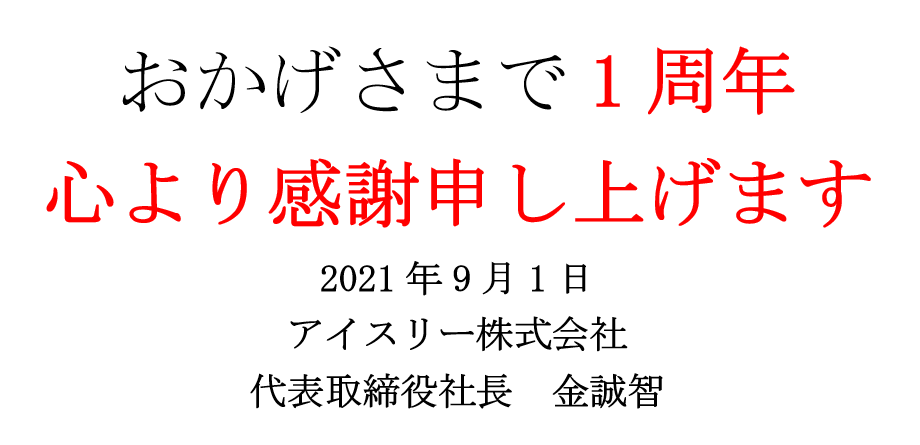 おかげさまで1周年
心より感謝申し上げます
2021年9月1日
アイスリー株式会社
代表取締役社長　金誠智